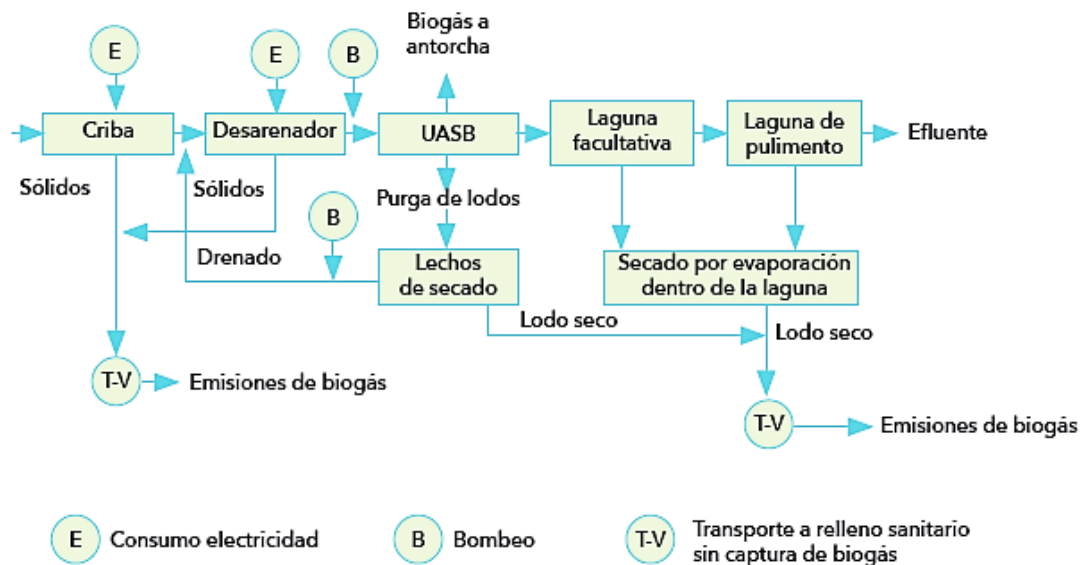 Biogás a
antorcha
E
E
B
Criba
Desarenador
UASB
Laguna
facultativa
Laguna de
pulimento
Efluente
Sólidos
Sólidos
Purga de lodos
B
Drenado
Lechos
de secado
Secado por evaporación
dentro de la laguna
Lodo seco
Lodo seco
T-V
Emisiones de biogás
T-V
Emisiones de biogás
E
Consumo electricidad
B
Bombeo
T-V
Transporte a relleno sanitario
sin captura de biogás